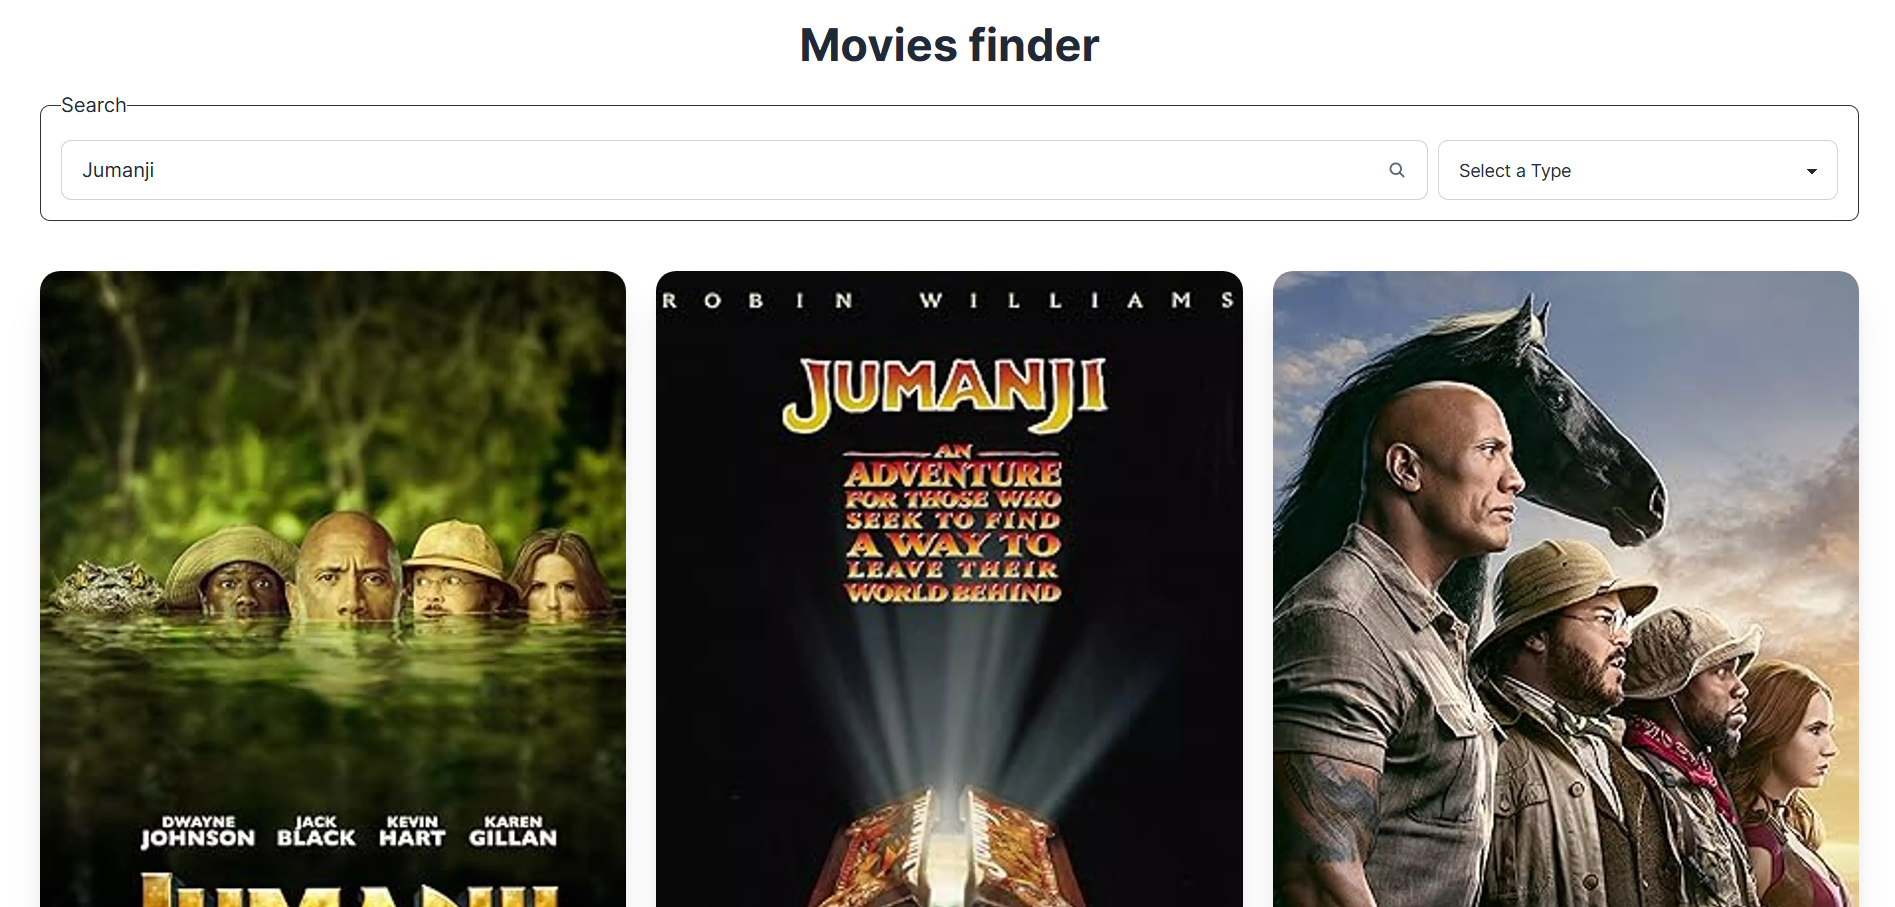 Movies finder
Search
Jumanji
Select a Type
DWAYNE JOHNSON JACK BLACK KEVIN HART KAREN GILLAN
JUMANJI
ROBIN WILLIAMS
JUMANJI
AN
ADVENTURE
FOR THOSE WHO
SEEK TO FIND
A WAY TO
LEAVE THEIR
WORLD BEHIND